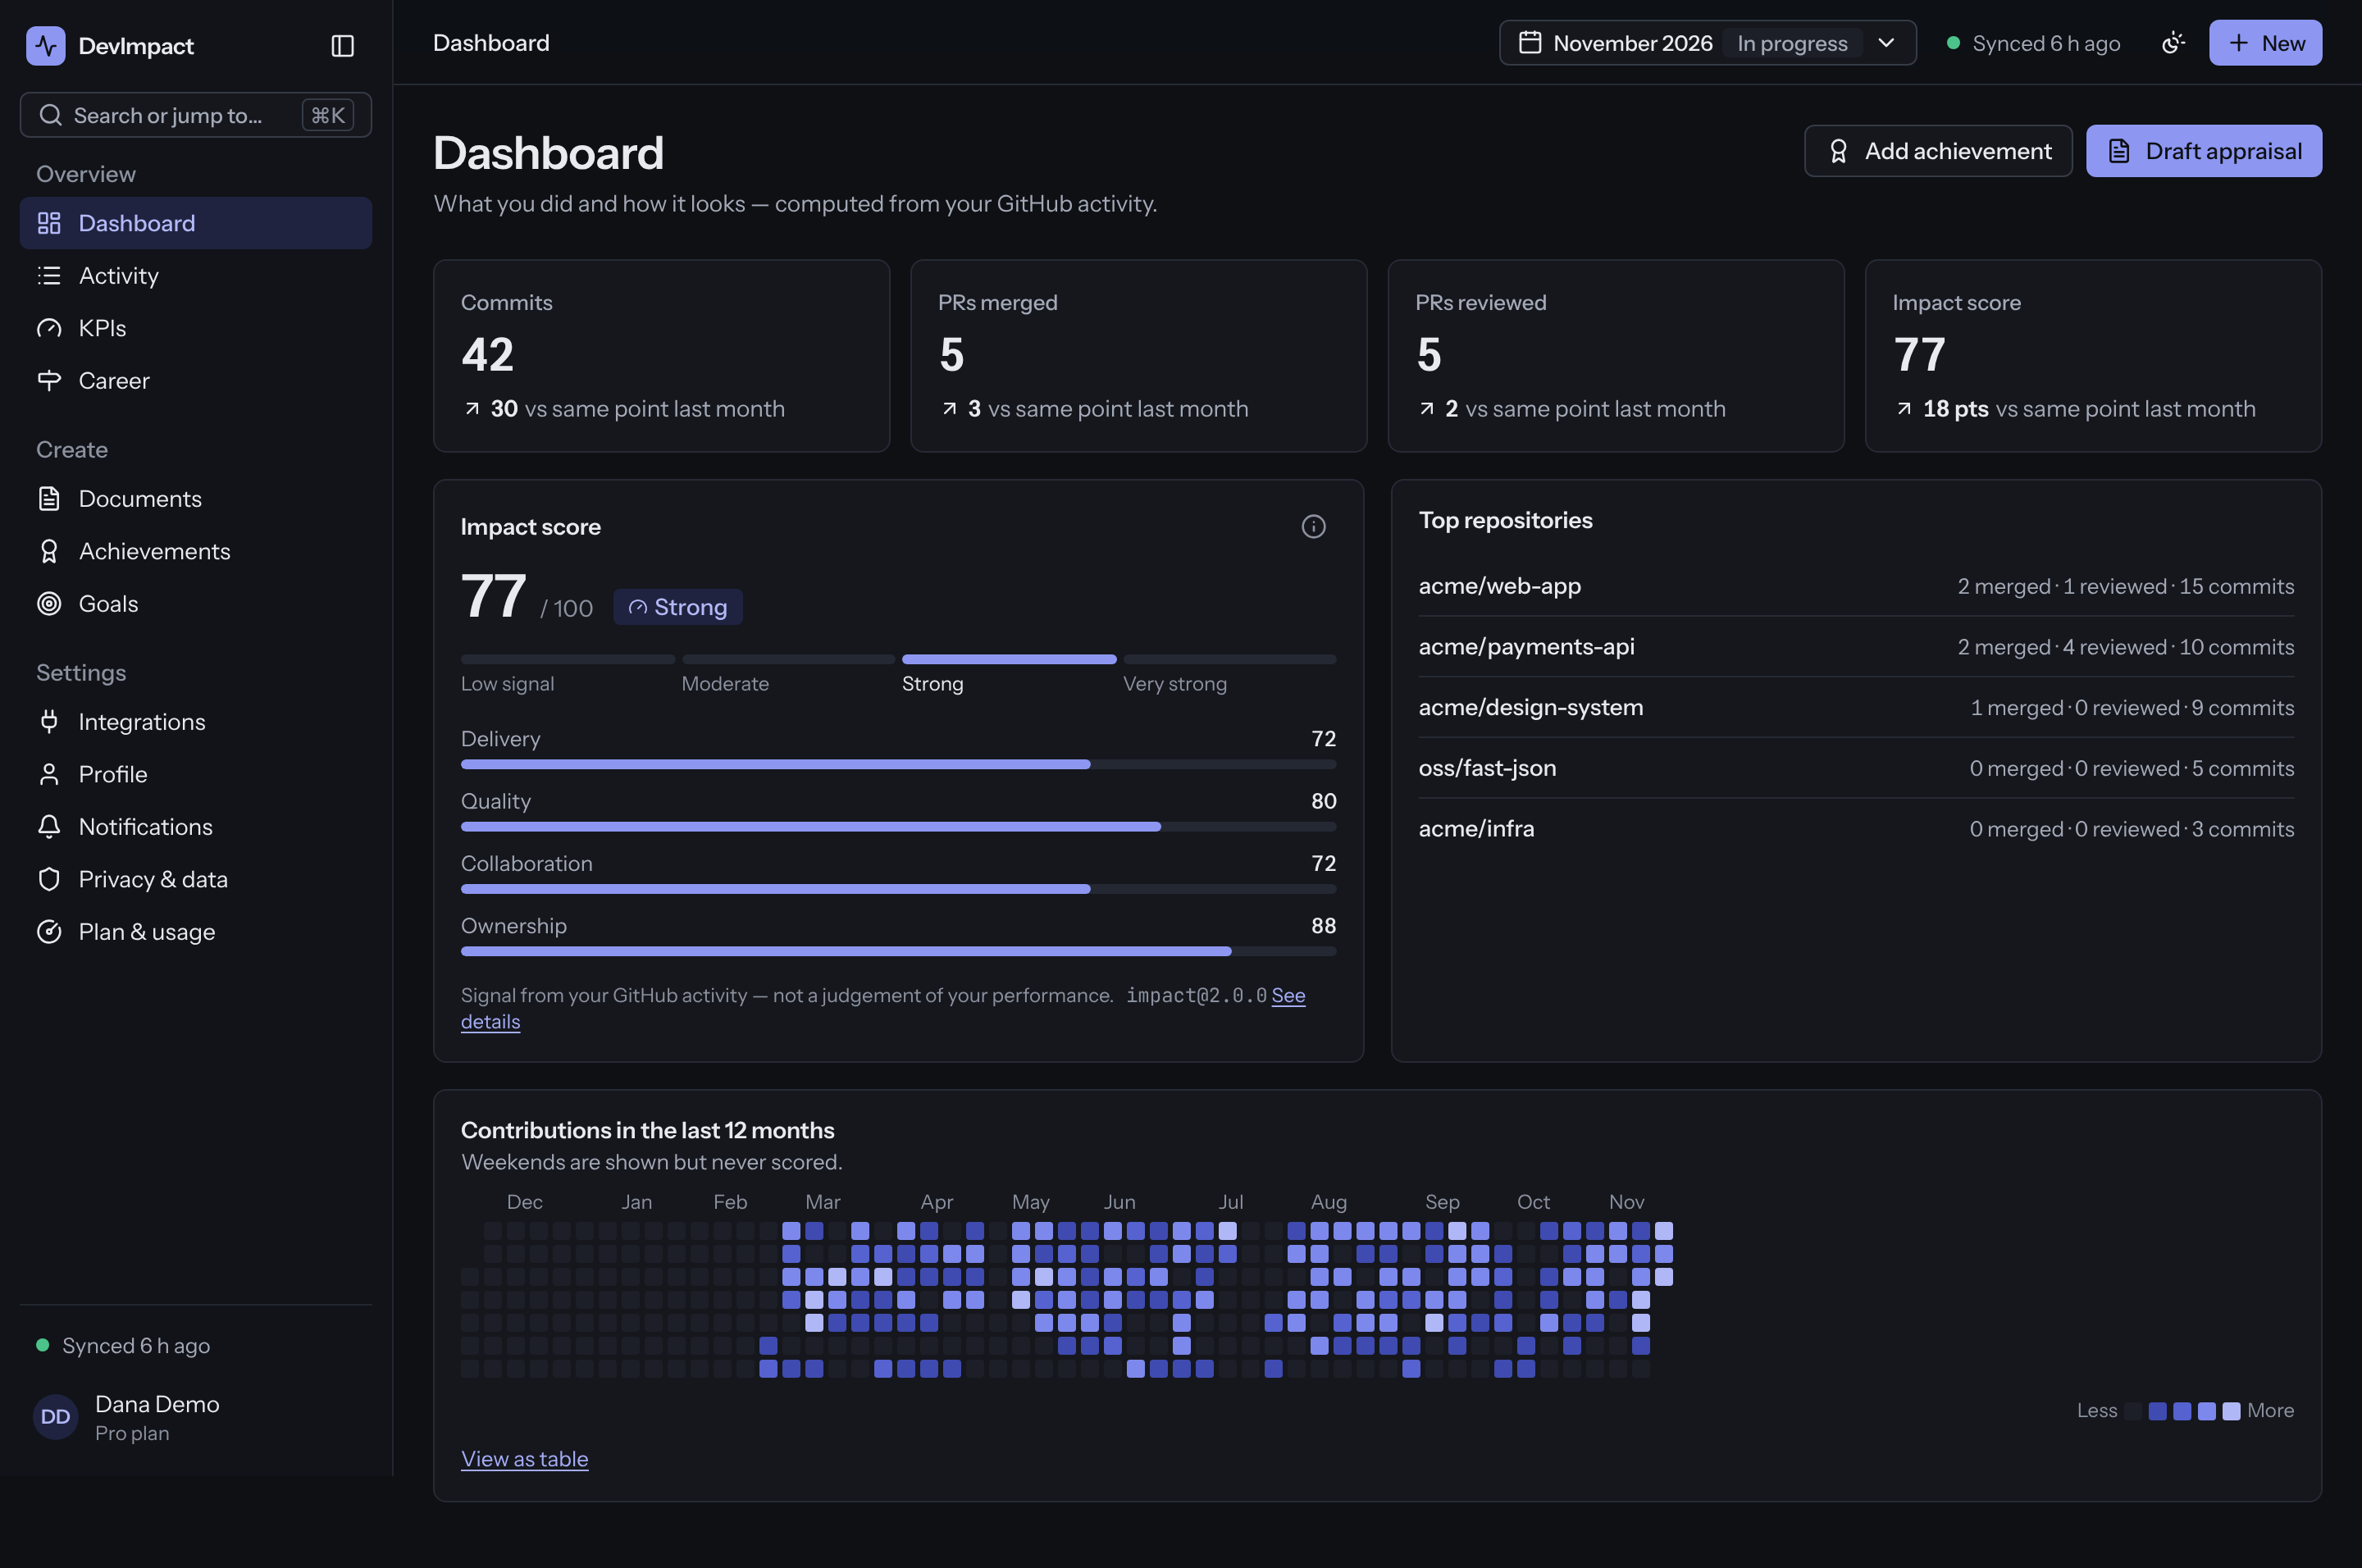 DevImpact
Search or jump to...
⌘K
Overview
Dashboard
Activity
KPIs
Career
Create
Documents
Achievements
Goals
Settings
Integrations
Profile
Notifications
Privacy & data
Plan & usage
Synced 6 h ago
DD
Dana Demo
Pro plan
Dashboard
November 2026 In progress
Synced 6 h ago
New
Dashboard
What you did and how it looks — computed from your GitHub activity.
Add achievement
Draft appraisal
Commits
42
30 vs same point last month
PRs merged
5
3 vs same point last month
PRs reviewed
5
2 vs same point last month
Impact score
77
18 pts vs same point last month
Impact score
77 / 100 Strong
Low signal Moderate Strong Very strong
Delivery 72
Quality 80
Collaboration 72
Ownership 88
Signal from your GitHub activity — not a judgement of your performance. impact@2.0.0 See
details
Top repositories
acme/web-app 2 merged · 1 reviewed · 15 commits
acme/payments-api 2 merged · 4 reviewed · 10 commits
acme/design-system 1 merged · 0 reviewed · 9 commits
oss/fast-json 0 merged · 0 reviewed · 5 commits
acme/infra 0 merged · 0 reviewed · 3 commits
Contributions in the last 12 months
Weekends are shown but never scored.
Dec Jan Feb Mar Apr May Jun Jul Aug Sep Oct Nov
Less More
View as table